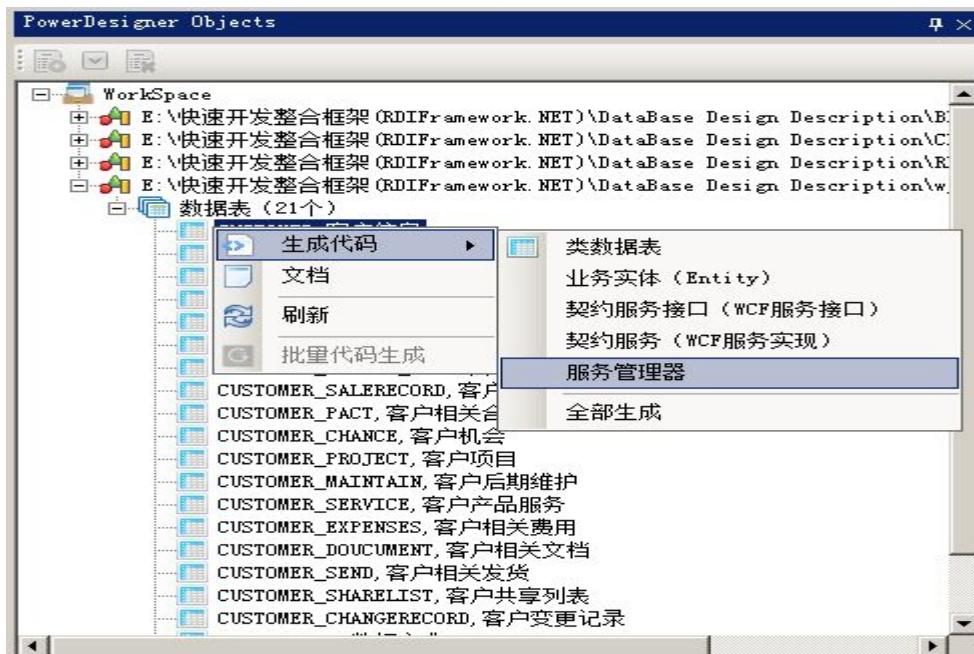 PowerDesigner Objects
WorkSpace
E:\快速开发整合框架(RDIFramework.NET)\DataBase Design Description\B
E:\快速开发整合框架(RDIFramework.NET)\DataBase Design Description\C
E:\快速开发整合框架(RDIFramework.NET)\DataBase Design Description\R
E:\快速开发整合框架(RDIFramework.NET)\DataBase Design Description\w
数据表（21个）
生成代码
文档
刷新
批量代码生成
类数据表
业务实体（Entity）
契约服务接口（WCF服务接口）
契约服务（WCF服务实现）
服务管理器
全部生成
CUSTOMER_SALERECORD,客户
CUSTOMER_PACT,客户相关合
CUSTOMER_CHANCE,客户机会
CUSTOMER_PROJECT,客户项目
CUSTOMER_MAINTAIN,客户后期维护
CUSTOMER_SERVICE,客户产品服务
CUSTOMER_EXPENSES,客户相关费用
CUSTOMER_DOUCUMENT,客户相关文档
CUSTOMER_SEND,客户相关发货
CUSTOMER_SHARELIST,客户共享列表
CUSTOMER_CHANGERECORD,客户变更记录